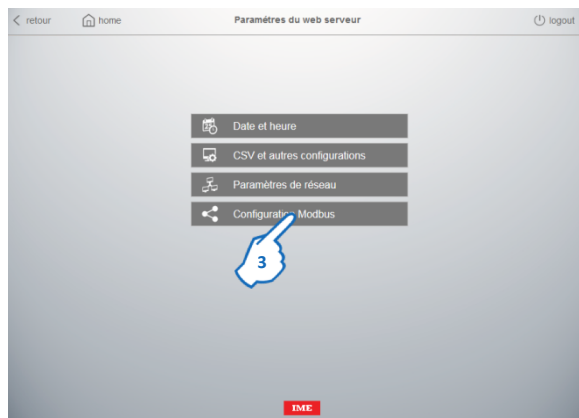 retour home Paramètres du web serveur logout
Date et heure
CSV et autres configurations
Paramètres de réseau
Configuration Modbus
3
IME